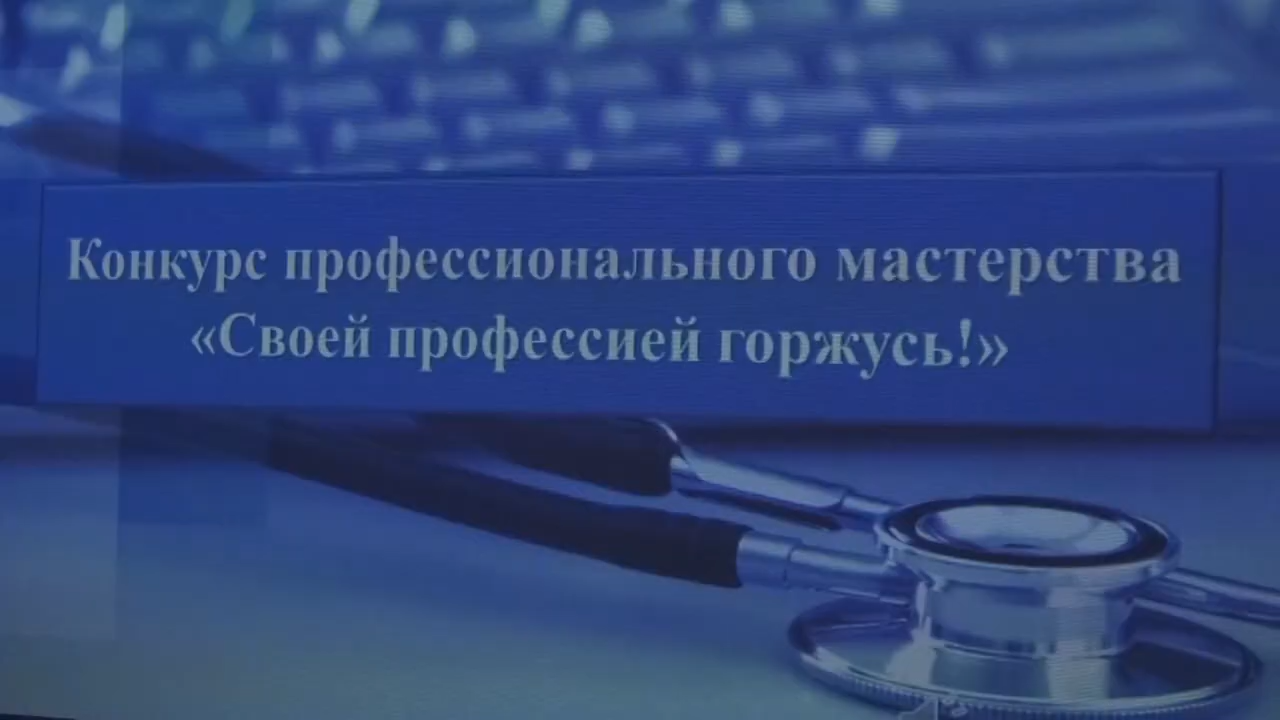 Конкурс профессионального мастерства
«Своей профессией горжусь!»